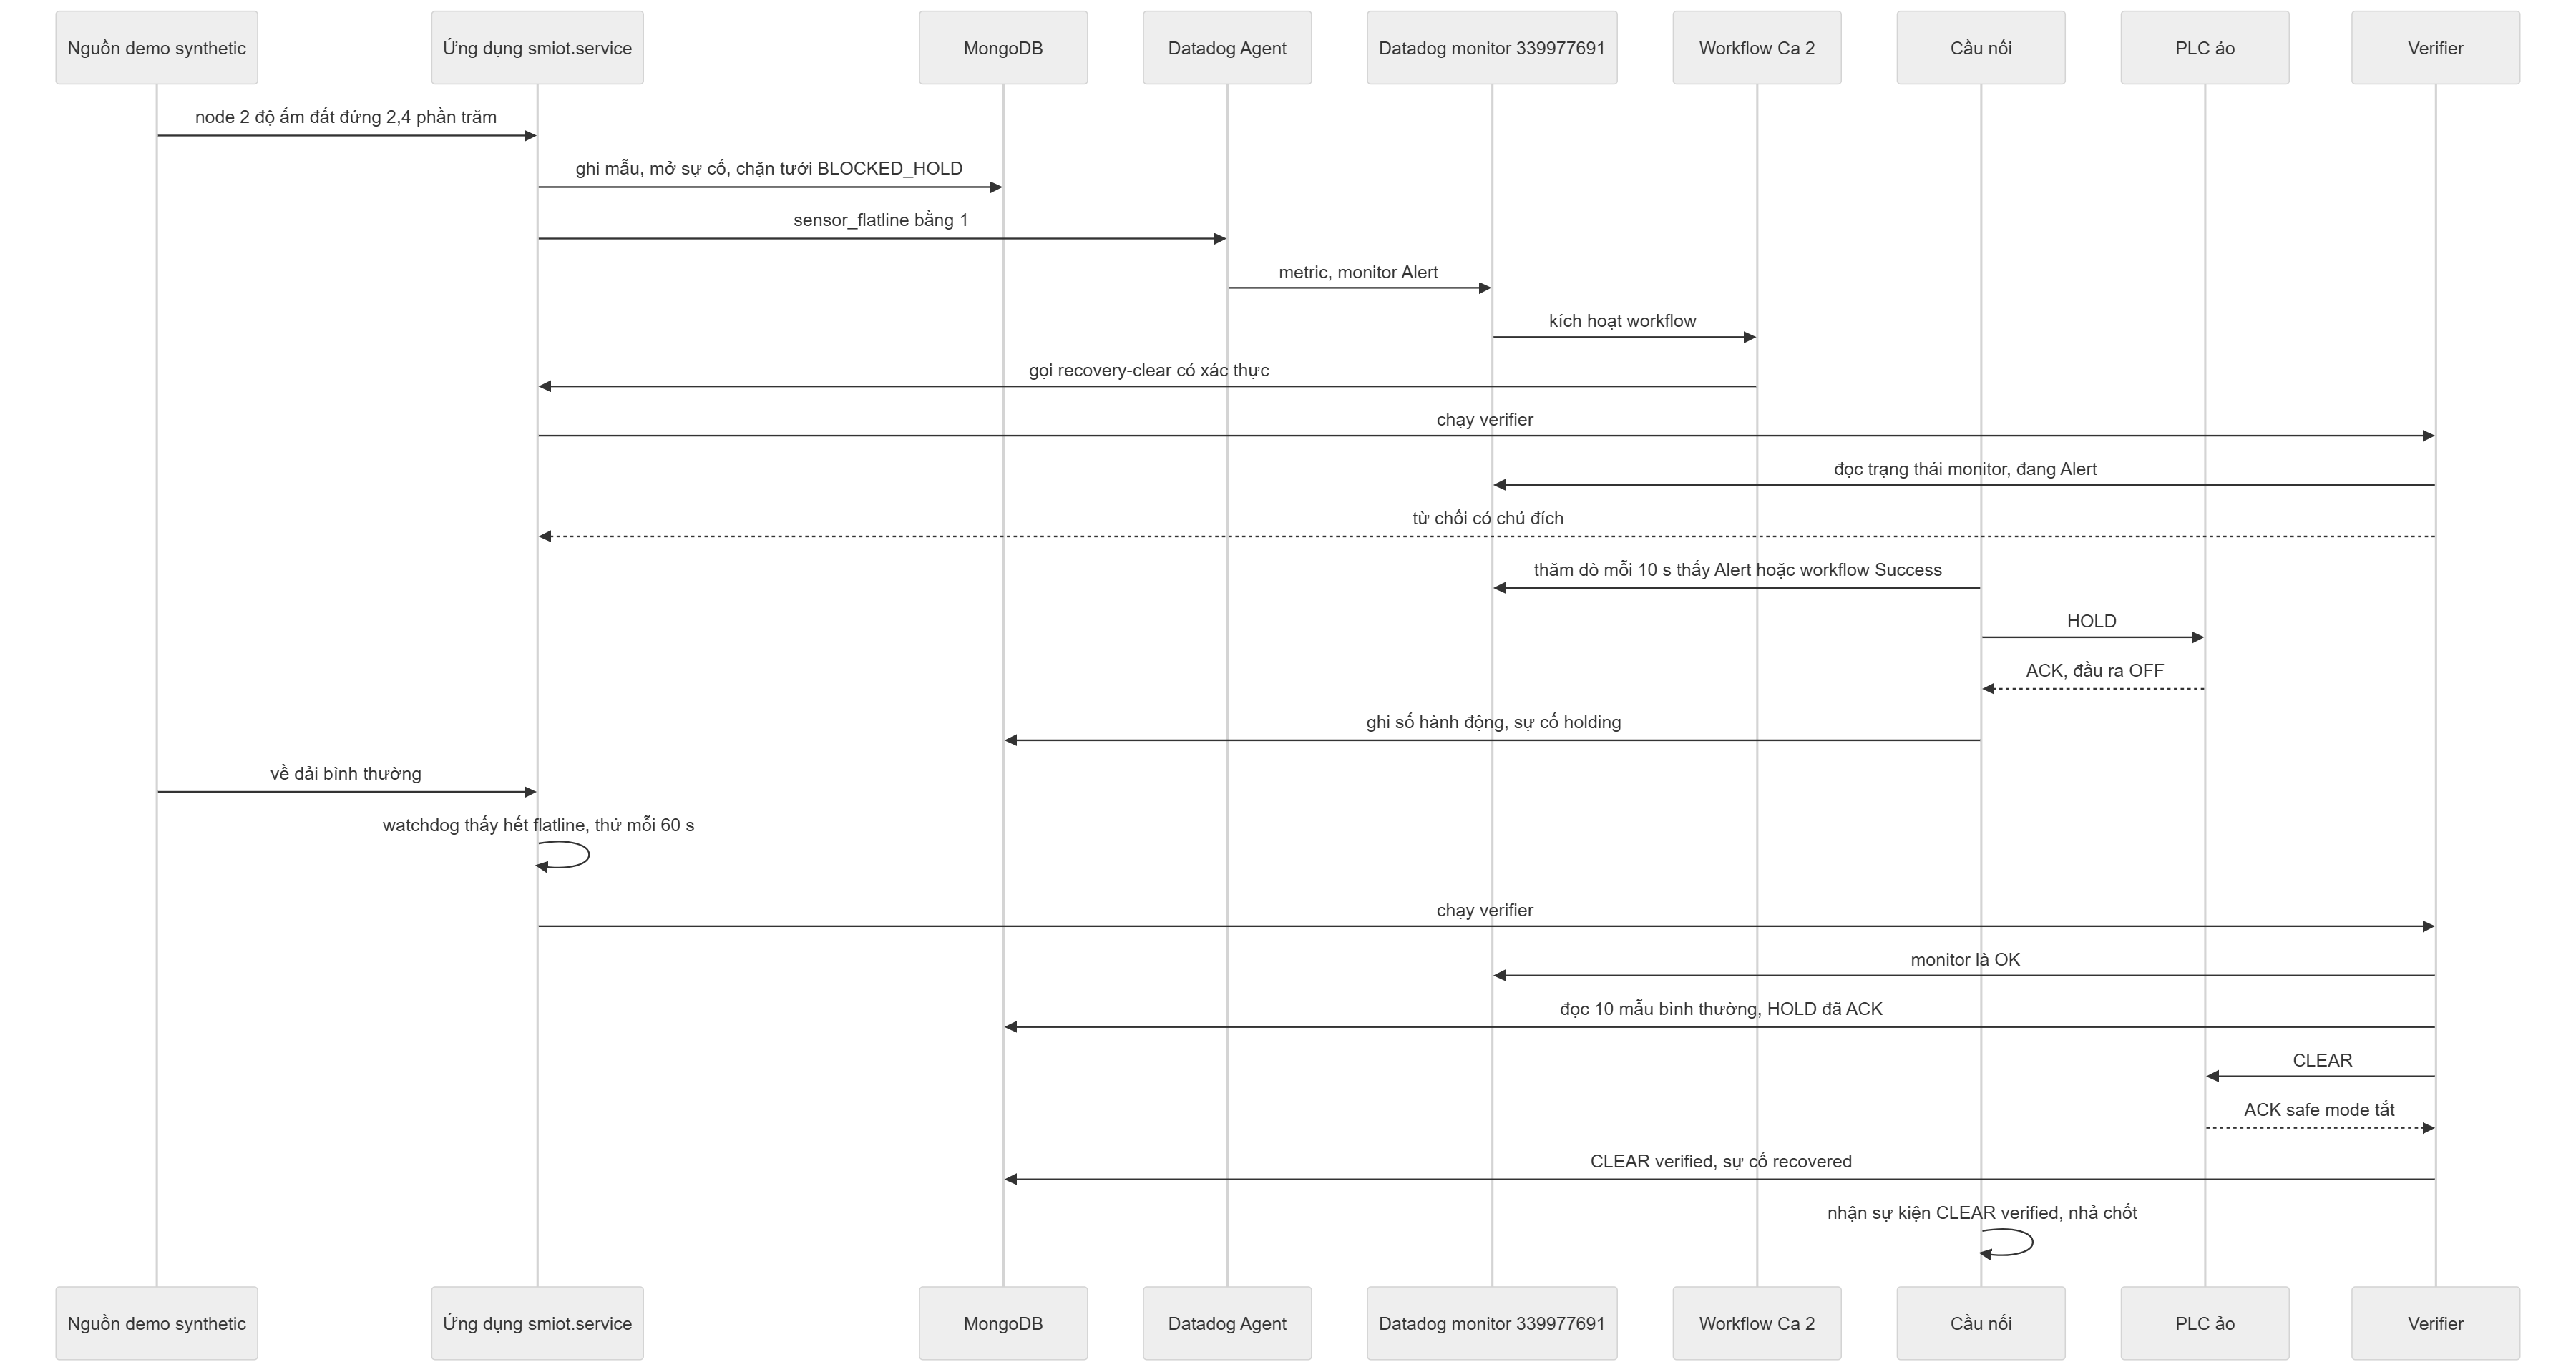 Nguồn demo synthetic
Ứng dụng smiot.service
MongoDB
Datadog Agent
Datadog monitor 339977691
Workflow Ca 2
Cầu nối
PLC ảo
Verifier
node 2 độ ẩm đất đứng 2,4 phần trăm
ghi mẫu, mở sự cố, chặn tưới BLOCKED_HOLD
sensor_flatline bằng 1
metric, monitor Alert
kích hoạt workflow
gọi recovery-clear có xác thực
chạy verifier
đọc trạng thái monitor, đang Alert
từ chối có chủ đích
thăm dò mỗi 10 s thấy Alert hoặc workflow Success
HOLD
ACK, đầu ra OFF
ghi sổ hành động, sự cố holding
về dải bình thường
watchdog thấy hết flatline, thử mỗi 60 s
chạy verifier
monitor là OK
đọc 10 mẫu bình thường, HOLD đã ACK
CLEAR
ACK safe mode tắt
CLEAR verified, sự cố recovered
nhận sự kiện CLEAR verified, nhả chốt
Nguồn demo synthetic
Ứng dụng smiot.service
MongoDB
Datadog Agent
Datadog monitor 339977691
Workflow Ca 2
Cầu nối
PLC ảo
Verifier